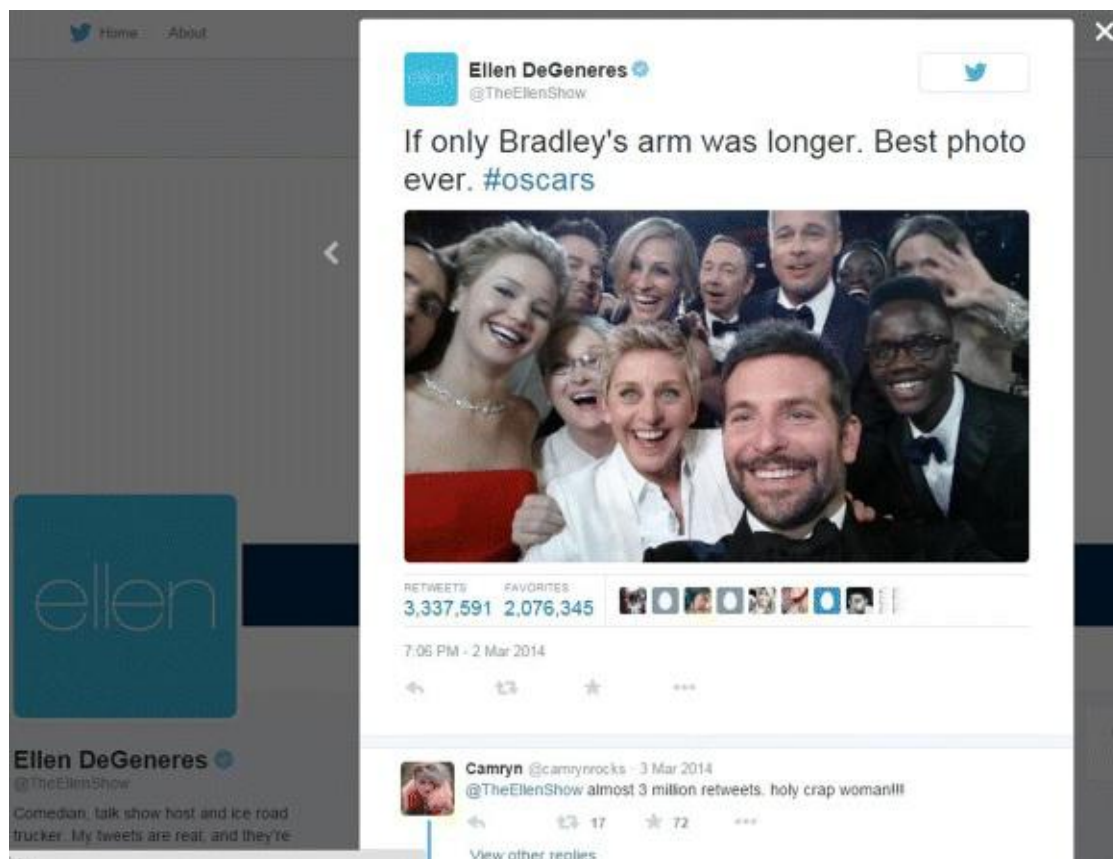 Home About
Ellen DeGeneres
@TheEllenShow
If only Bradley's arm was longer. Best photo
ever. #oscars
RETWEETS FAVORITES
3,337,591 2,076,345
7:06 PM - 2 Mar 2014
ellen
Ellen DeGeneres
@TheEllenShow
Comedian, talk show host and ice road
trucker. My tweets are real, and they're
Camryn @camrynrocks · 3 Mar 2014
@TheEllenShow almost 3 million retweets. holy crap woman!!!!
17 72
View other replies